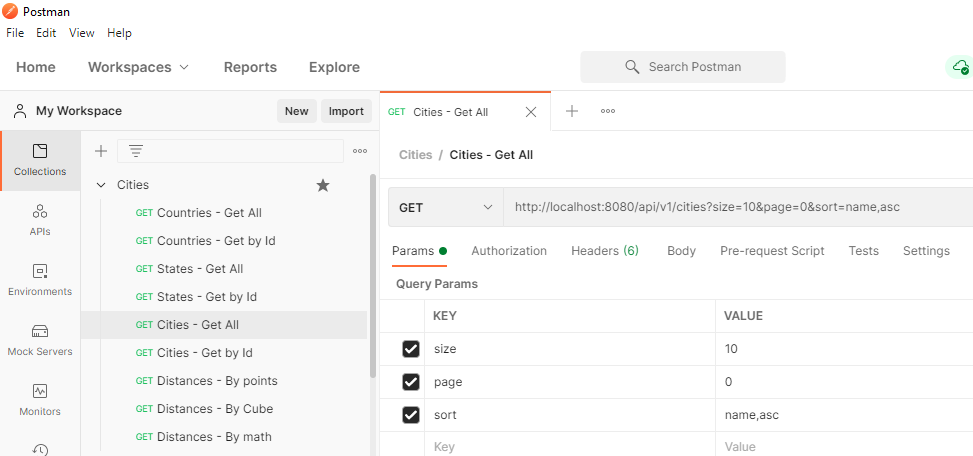 Postman
File Edit View Help
Home Workspaces Reports Explore Search Postman
My Workspace New Import
GET Cities - Get All
Collections
APIs
Environments
Mock Servers
Monitors
Cities
GET Countries - Get All
GET Countries - Get by Id
GET States - Get All
GET States - Get by Id
GET Cities - Get All
GET Cities - Get by Id
GET Distances - By points
GET Distances - By Cube
GET Distances - By math
Cities / Cities - Get All
GET http://localhost:8080/api/v1/cities?size=10&page=0&sort=name,asc
Params Authorization Headers (6) Body Pre-request Script Tests Settings
Query Params
KEY VALUE
size 10
page 0
sort name,asc
Key Value